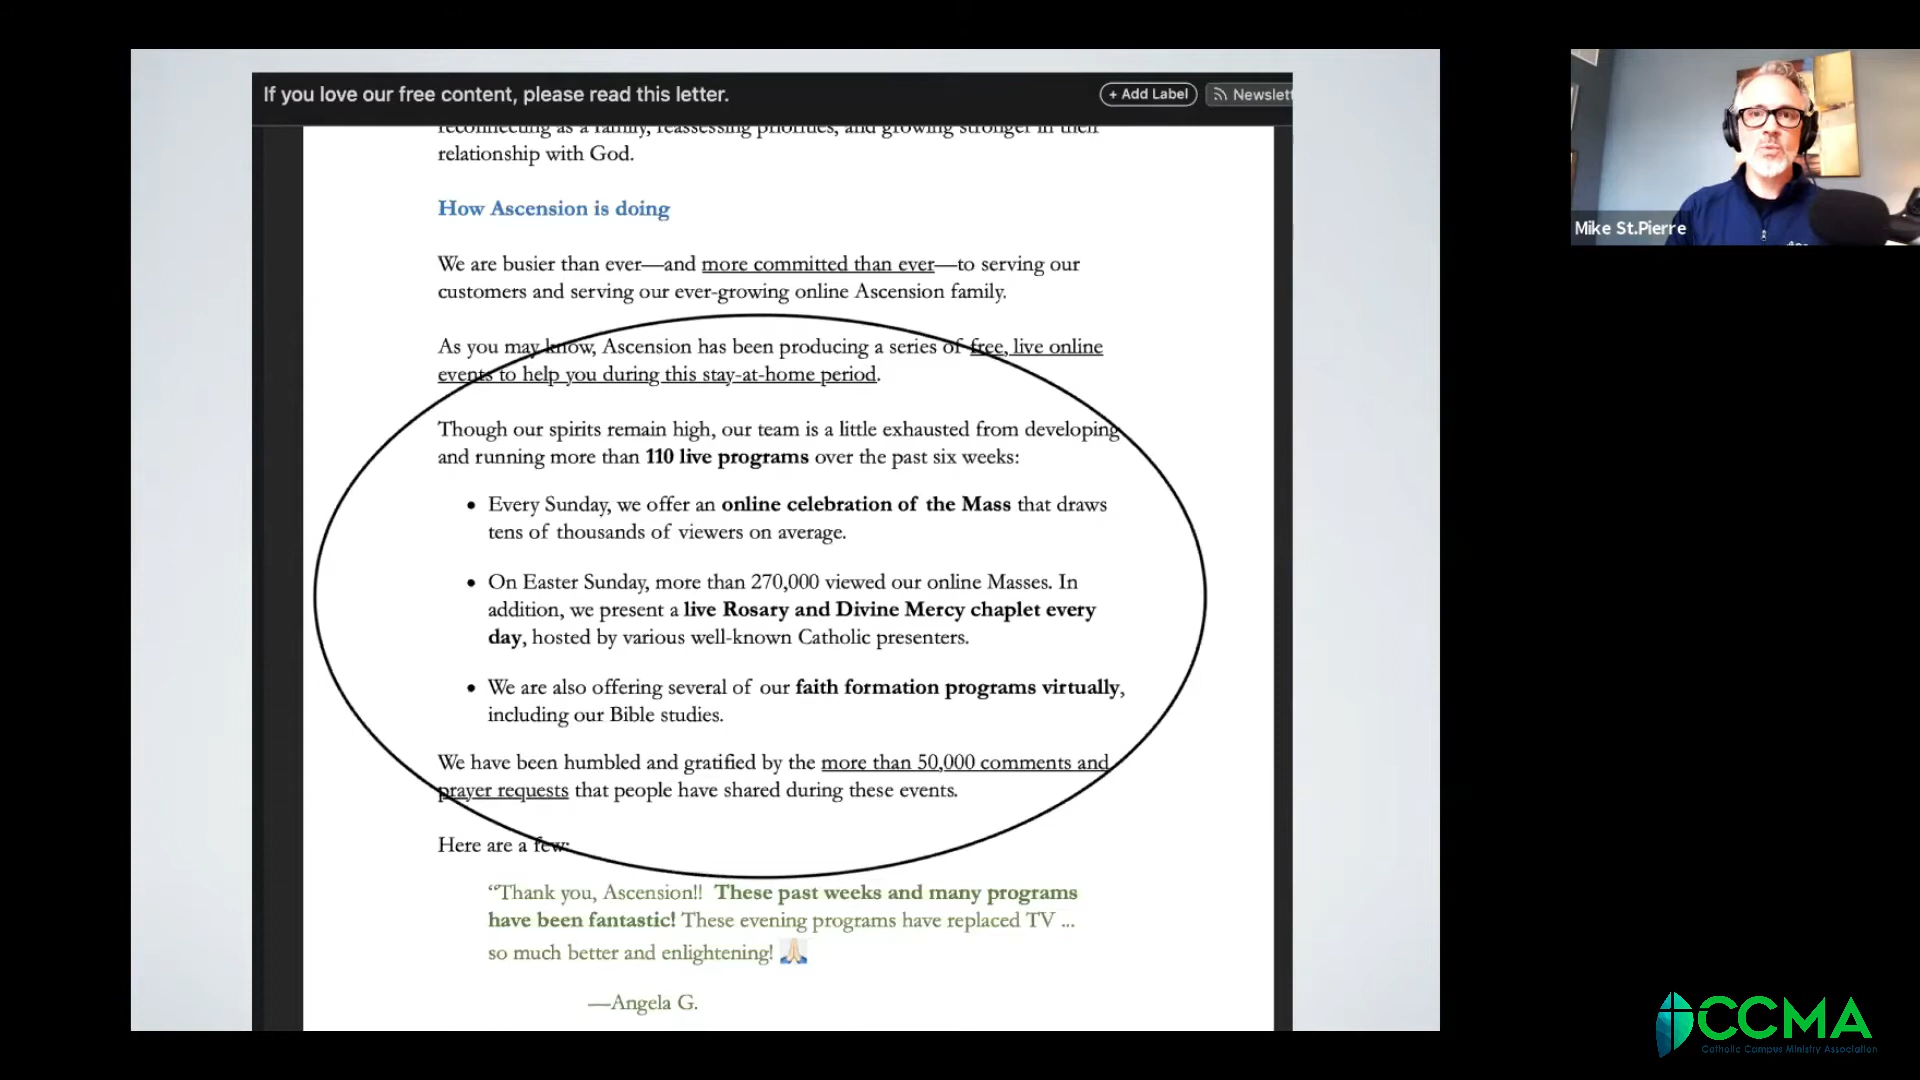 If you love our free content, please read this letter.
+ Add Label
Newslett
reconnecting as a family, reassessing priorities, and growing stronger in their
relationship with God.
How Ascension is doing
We are busier than ever—and more committed than ever—to serving our
customers and serving our ever-growing online Ascension family.
As you may know, Ascension has been producing a series of free, live online
events to help you during this stay-at-home period.
Though our spirits remain high, our team is a little exhausted from developing
and running more than 110 live programs over the past six weeks:
• Every Sunday, we offer an online celebration of the Mass that draws
tens of thousands of viewers on average.
• On Easter Sunday, more than 270,000 viewed our online Masses. In
addition, we present a live Rosary and Divine Mercy chaplet every
day, hosted by various well-known Catholic presenters.
• We are also offering several of our faith formation programs virtually,
including our Bible studies.
We have been humbled and gratified by the more than 50,000 comments and
prayer requests that people have shared during these events.
Here are a few:
“Thank you, Ascension!! These past weeks and many programs
have been fantastic! These evening programs have replaced TV ...
so much better and enlightening! 🙏🏻
—Angela G.
Mike St.Pierre
CCMA
Catholic Campus Ministry Association